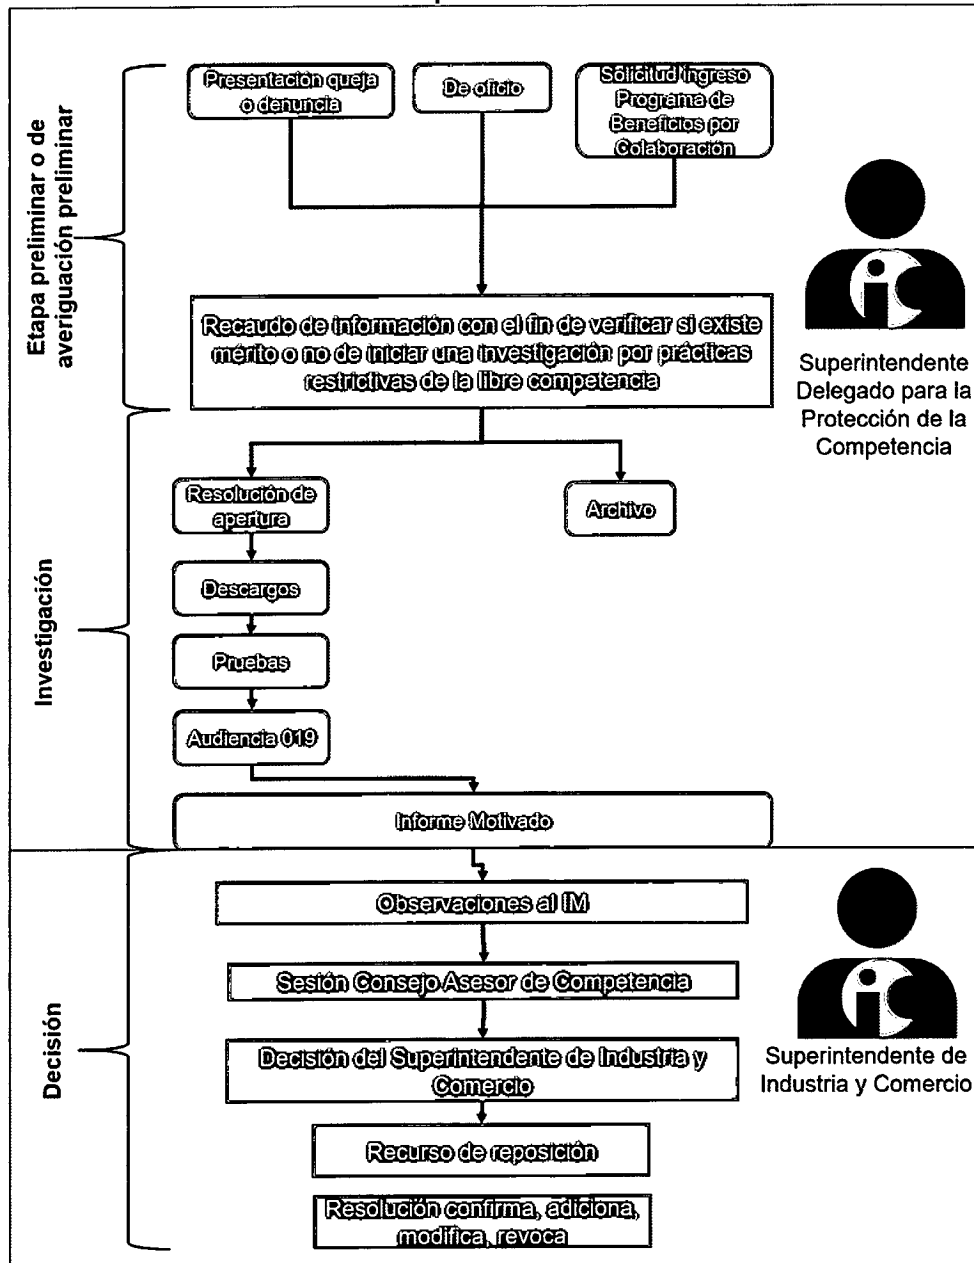 Etapa preliminar o de
averiguación preliminar
Presentación queja
o denuncia
De oficio
Solicitud ingreso
Programa de
Beneficios por
Colaboración
Recaudo de información con el fin de verificar si existe
mérito o no de iniciar una investigación por prácticas
restrictivas de la libre competencia
Superintendente
Delegado para la
Protección de la
Competencia
Investigación
Resolución de
apertura
Archivo
Descargos
Pruebas
Audiencia 019
Informe Motivado
Decisión
Observaciones al IM
Sesión Consejo Asesor de Competencia
Decisión del Superintendente de Industria y
Comercio
Recurso de reposición
Resolución confirma, adiciona,
modifica, revoca
Superintendente de
Industria y Comercio